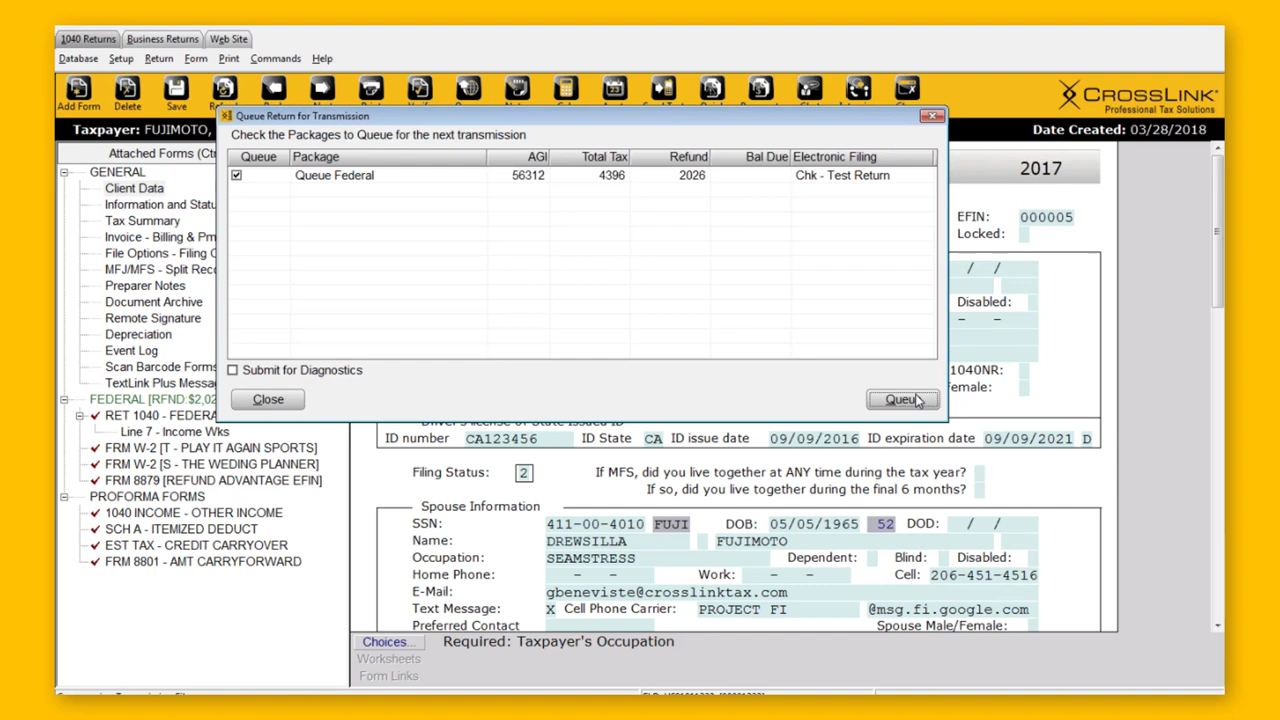 1040 Returns Business Returns Web Site
Database Setup Return Form Print Commands Help
Add Form Delete Save
CROSSLINK
Professional Tax Solutions
Queue Return for Transmission
Taxpayer: FUJIMOTO, Date Created: 03/28/2018
Check the Packages to Queue for the next transmission
Queue Package AGI Total Tax Refund Bal Due Electronic Filing
Queue Federal 56312 4396 2026 Chk - Test Return
Submit for Diagnostics
Close Queue
Attached Forms (Ctr
GENERAL
Client Data
Information and Statu
Tax Summary
Invoice - Billing & Pm
File Options - Filing O
MFJ/MFS - Split Reco
Preparer Notes
Document Archive
Remote Signature
Depreciation
Event Log
Scan Barcode Forms
TextLink Plus Messa
FEDERAL [RFND:$2,02
RET 1040 - FEDERA
Line 7 - Income Wks
FRM W-2 [T - PLAY IT AGAIN SPORTS]
FRM W-2 [S - THE WEDING PLANNER]
FRM 8879 [REFUND ADVANTAGE EFIN]
PROFORMA FORMS
1040 INCOME - OTHER INCOME
SCH A - ITEMIZED DEDUCT
EST TAX - CREDIT CARRYOVER
FRM 8801 - AMT CARRYFORWARD
2017
EFIN: 000005
Locked:
/ /
Disabled:
- -
1040NR:
emale:
ID number CA123456 ID State CA ID issue date 09/09/2016 ID expiration date 09/09/2021 D
Filing Status: 2 If MFS, did you live together at ANY time during the tax year?
If so, did you live together during the final 6 months?
Spouse Information
SSN: 411-00-4010 FUJI DOB: 05/05/1965 52 DOD: / /
Name: DREWSILLA FUJIMOTO
Occupation: SEAMSTRESS Dependent: Blind: Disabled:
Home Phone: - - Work: - - Cell: 206-451-4516
E-Mail: gbeneviste@crosslinktax.com
Text Message: X Cell Phone Carrier: PROJECT FI @msg.fi.google.com
Preferred Contact Spouse Male/Female:
Choices... Required: Taxpayer's Occupation
Worksheets
Form Links